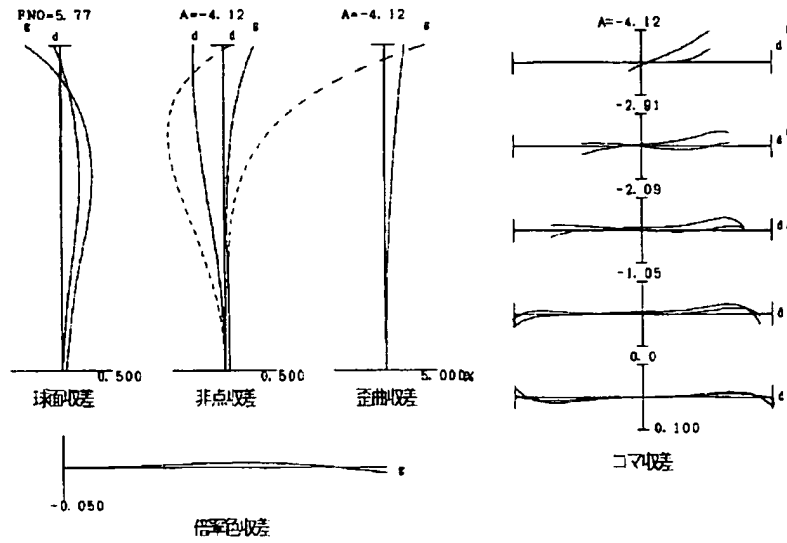 FNO=5.77
g
d
0.500
球面収差
A=-4.12
d
d
g
0.500
非点収差
A=-4.12
g
5.000%
歪曲収差
A=-4.12
d
-2.91
d
-2.09
d
-1.05
d
0.0
d
0.100
コマ収差
g
-0.050
倍率色収差